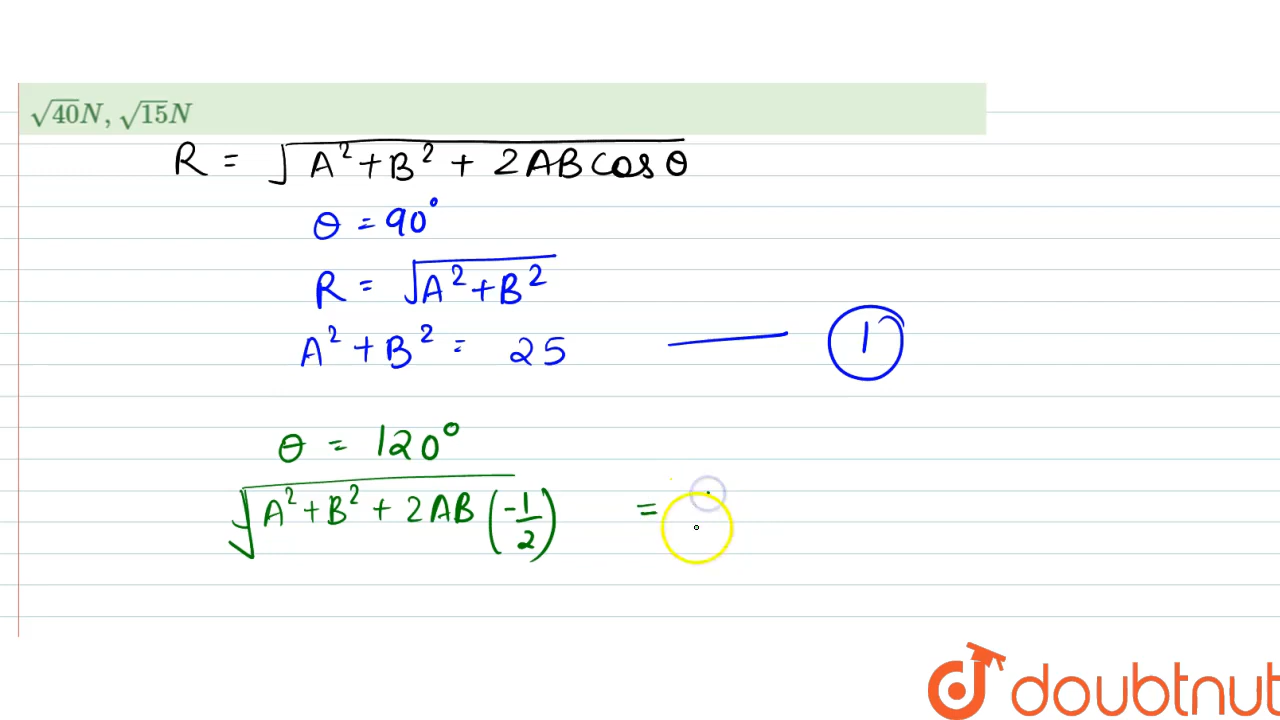 √40N, √15N
R = √A² + B² + 2AB cos θ
θ = 90°
R = √A² + B²
A² + B² = 25 —— 1
θ = 120°
√A² + B² + 2AB (-1/2) =
doubtnut